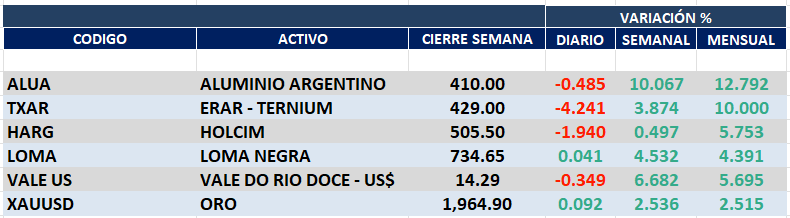 VARIACIÓN %
CODIGO ACTIVO CIERRE SEMANA DIARIO SEMANAL MENSUAL
ALUA ALUMINIO ARGENTINO 410.00 -0.485 10.067 12.792
TXAR ERAR - TERNIUM 429.00 -4.241 3.874 10.000
HARG HOLCIM 505.50 -1.940 0.497 5.753
LOMA LOMA NEGRA 734.65 0.041 4.532 4.391
VALE US VALE DO RIO DOCE - US$ 14.29 -0.349 6.682 5.695
XAUUSD ORO 1,964.90 0.092 2.536 2.515